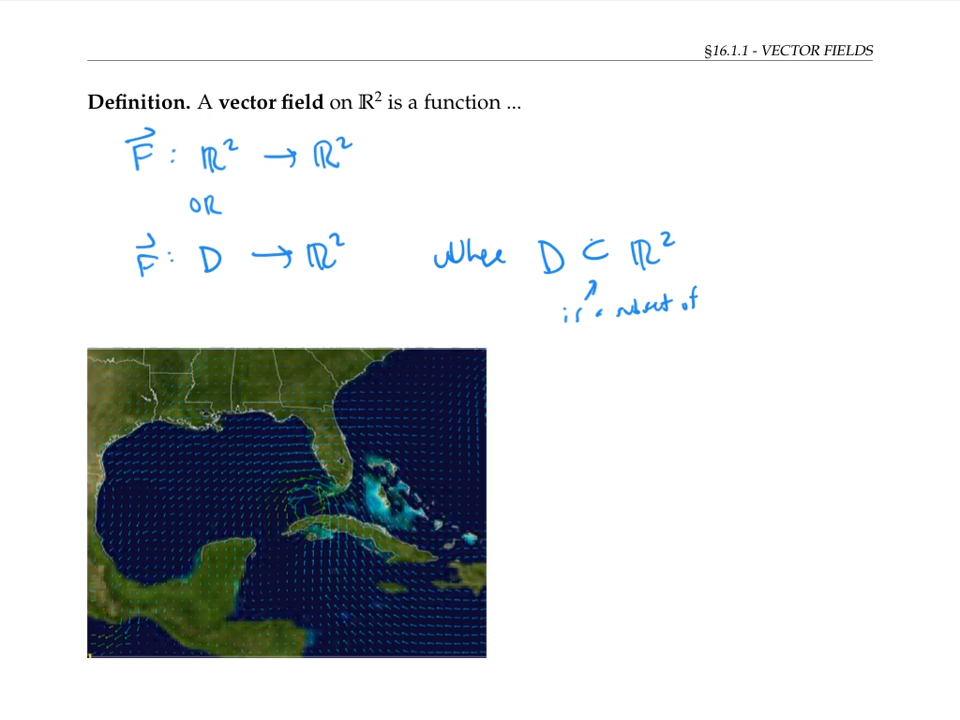 §16.1.1 - VECTOR FIELDS
Definition. A vector field on ℝ² is a function ...
F⃗ : ℝ² → ℝ²
OR
F⃗ : D → ℝ² where D ⊂ ℝ²
is a subset of